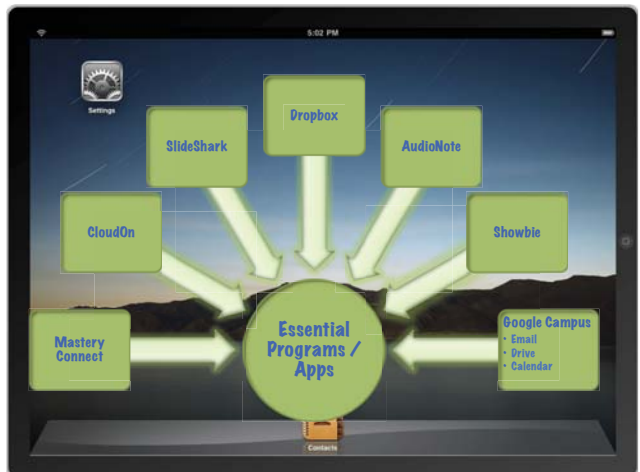 5:02 PM
Settings
Dropbox
SlideShark
AudioNote
CloudOn
Showbie
Mastery
Connect
Essential
Programs /
Apps
Google Campus
• Email
• Drive
• Calendar
Contacts